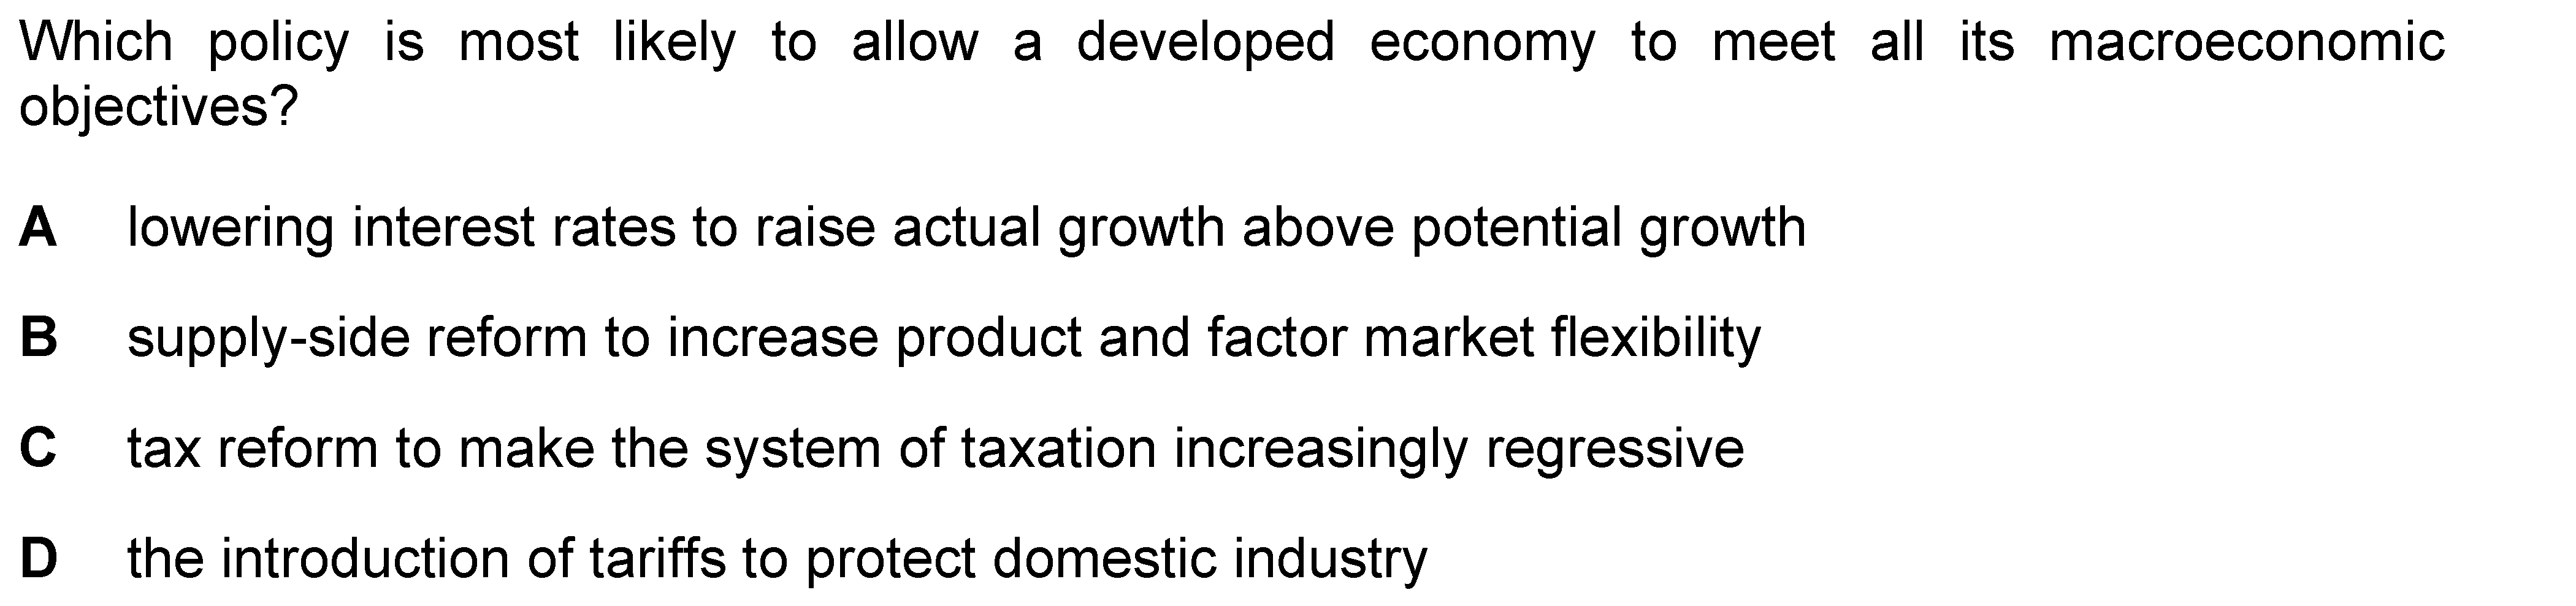 Which policy is most likely to allow a developed economy to meet all its macroeconomic
objectives?
A lowering interest rates to raise actual growth above potential growth
B supply-side reform to increase product and factor market flexibility
C tax reform to make the system of taxation increasingly regressive
D the introduction of tariffs to protect domestic industry